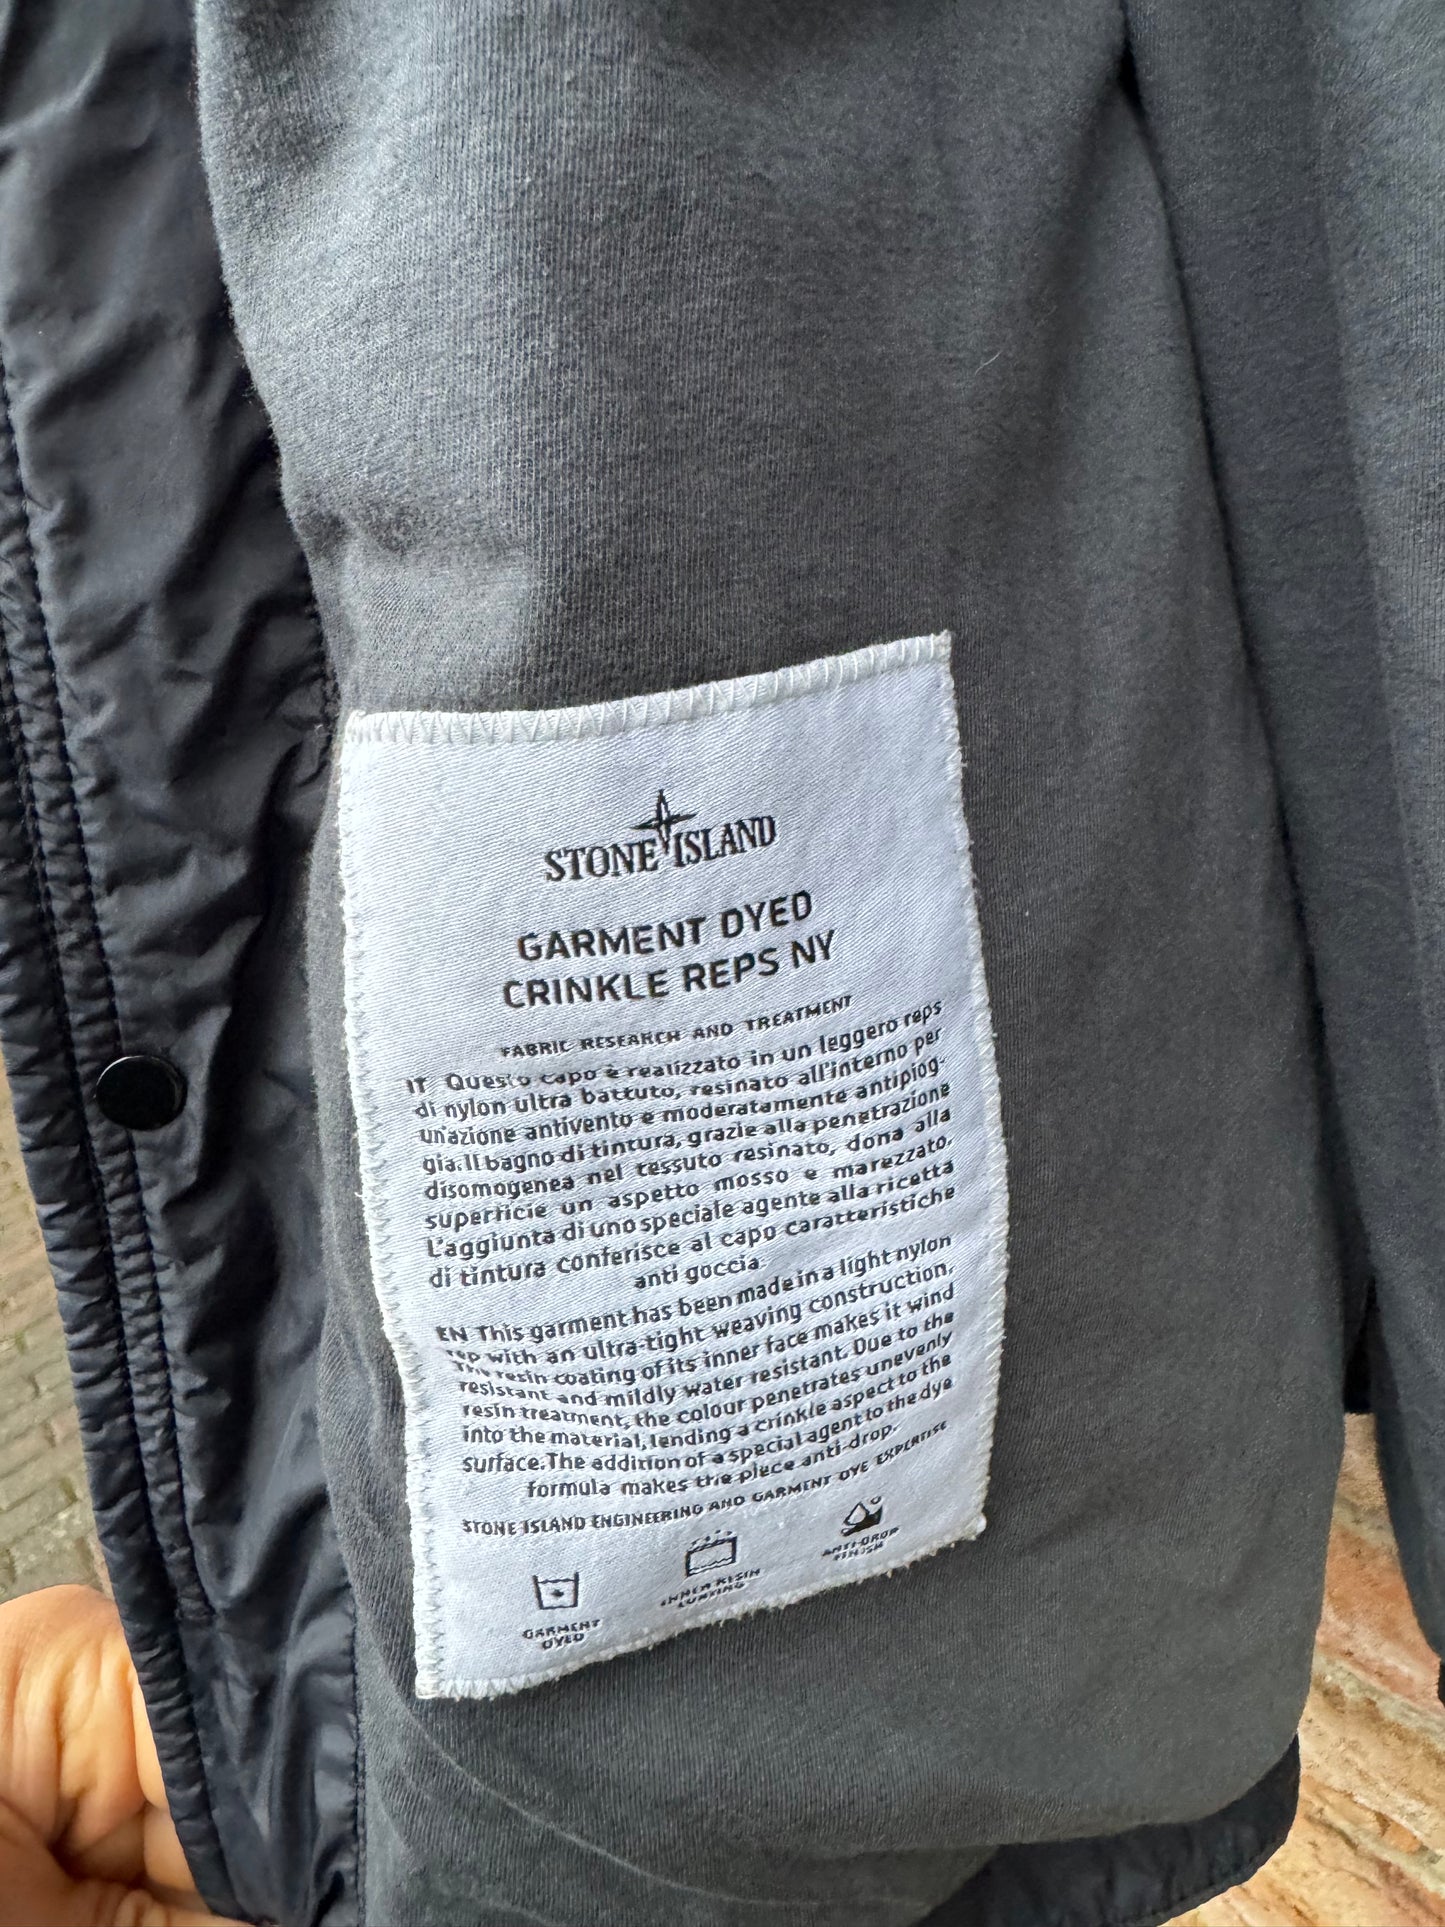 STONE ISLAND
GARMENT DYED
CRINKLE REPS NY
FABRIC RESEARCH AND TREATMENT
IT Questo capo è realizzato in un leggero reps
di nylon ultra battuto, resinato all'interno per
un'azione antivento e moderatamente antipiog-
gia. Il bagno di tintura, grazie alla penetrazione
disomogenea nel tessuto resinato, dona alla
superficie un aspetto mosso e marezzato.
L'aggiunta di uno speciale agente alla ricetta
di tintura conferisce al capo caratteristiche
anti goccia.
EN This garment has been made in a light nylon
rep with an ultra-tight weaving construction.
The resin coating of its inner face makes it wind
resistant and mildly water resistant. Due to the
resin treatment, the colour penetrates unevenly
into the material, lending a crinkle aspect to the
surface. The addition of a special agent to the dye
formula makes the piece anti-drop.
STONE ISLAND ENGINEERING AND GARMENT DYE EXPERTISE
GARMENT
DYED
INNER RESIN
COATING
ANTI-DROP
FINISH